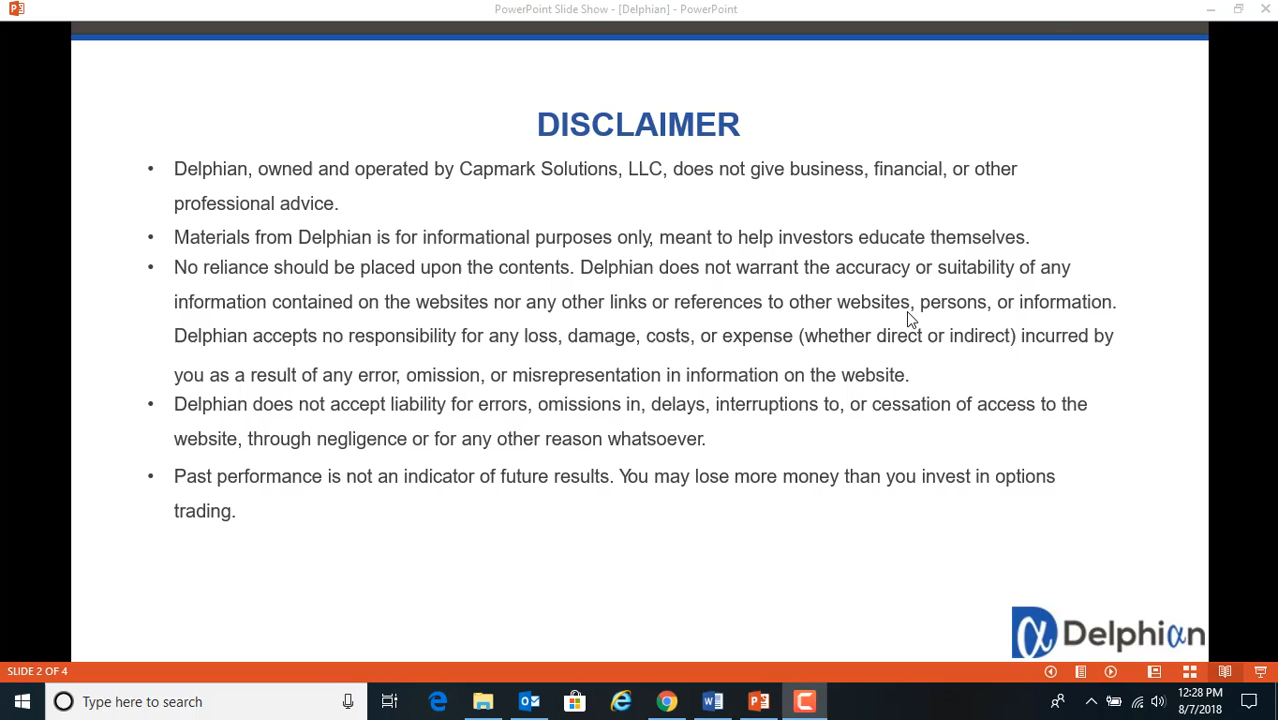 PowerPoint Slide Show - [Delphian] - PowerPoint
DISCLAIMER
• Delphian, owned and operated by Capmark Solutions, LLC, does not give business, financial, or other
professional advice.
• Materials from Delphian is for informational purposes only, meant to help investors educate themselves.
• No reliance should be placed upon the contents. Delphian does not warrant the accuracy or suitability of any
information contained on the websites nor any other links or references to other websites, persons, or information.
Delphian accepts no responsibility for any loss, damage, costs, or expense (whether direct or indirect) incurred by
you as a result of any error, omission, or misrepresentation in information on the website.
• Delphian does not accept liability for errors, omissions in, delays, interruptions to, or cessation of access to the
website, through negligence or for any other reason whatsoever.
• Past performance is not an indicator of future results. You may lose more money than you invest in options
trading.
α Delphiαn
SLIDE 2 OF 4
Type here to search
12:28 PM
8/7/2018